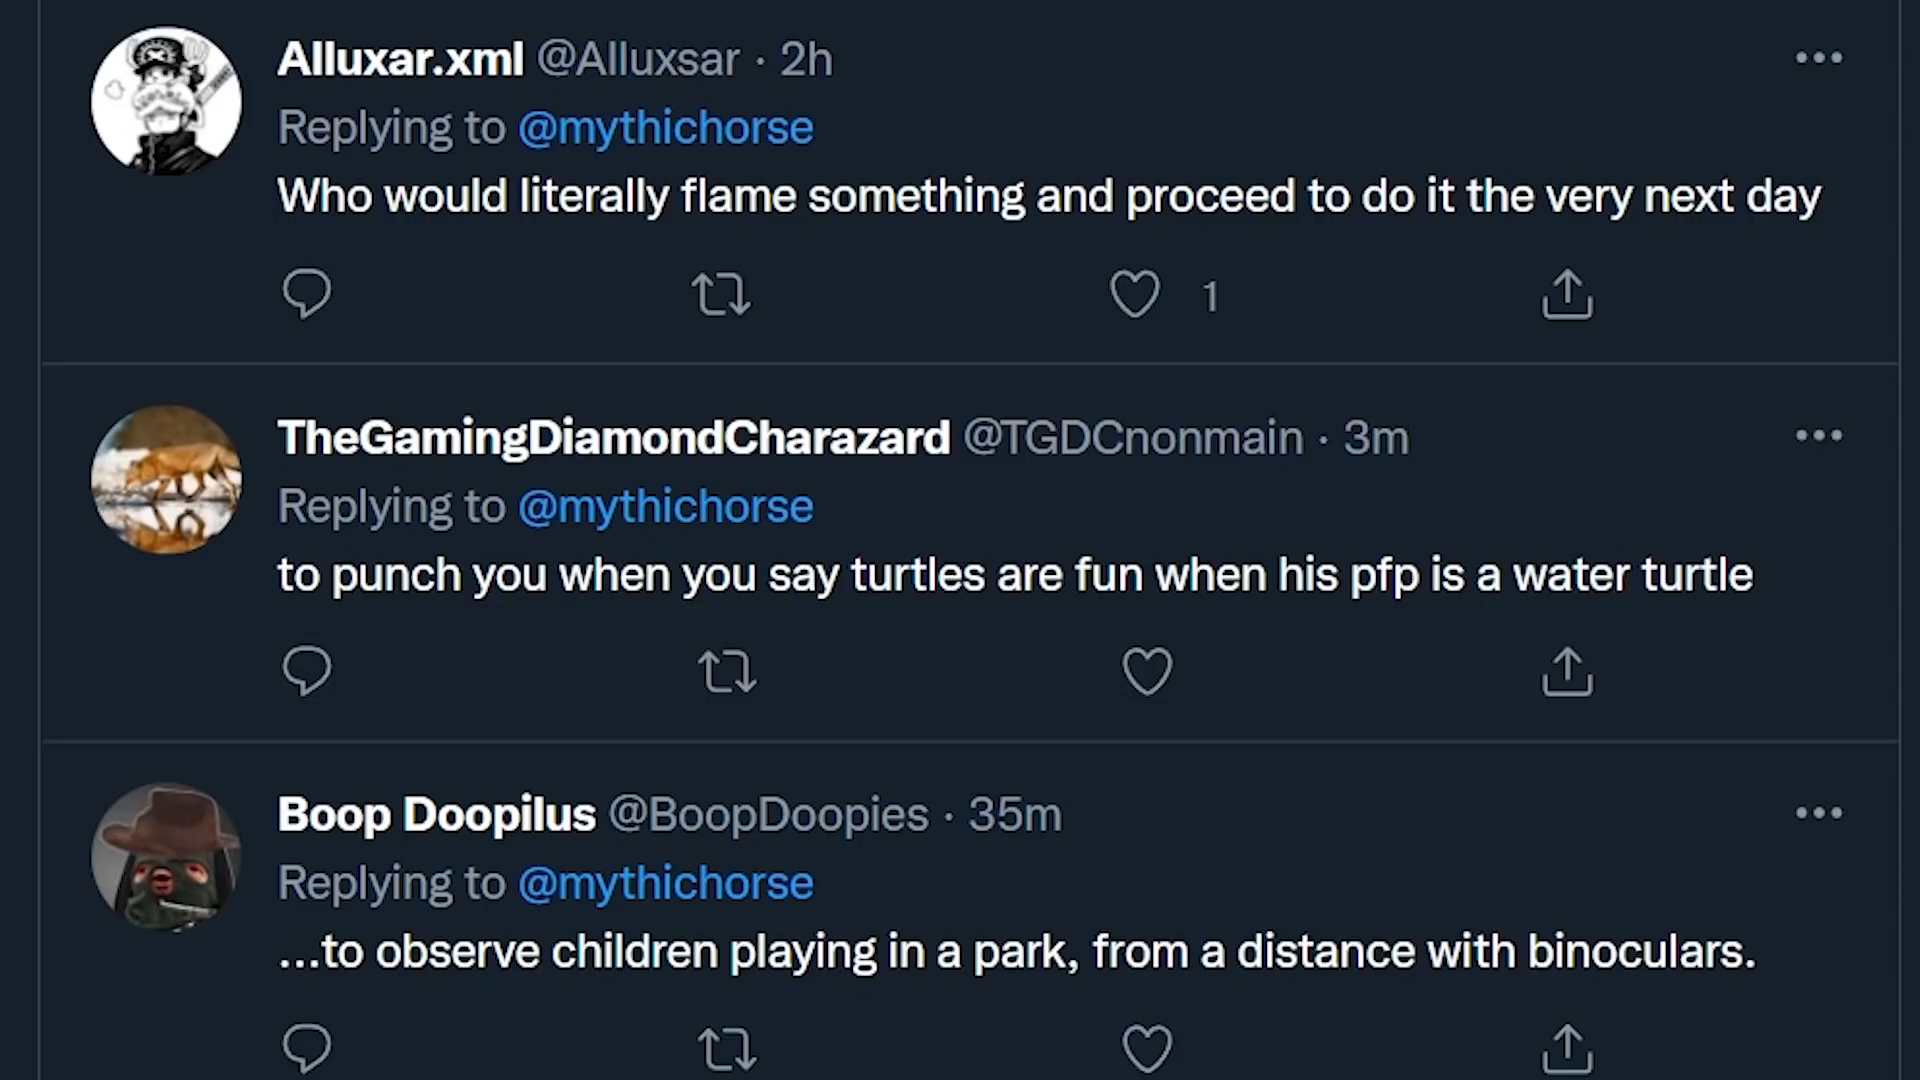 Alluxar.xml @Alluxsar · 2h
Replying to @mythichorse
Who would literally flame something and proceed to do it the very next day
1
TheGamingDiamondCharazard @TGDCnonmain · 3m
Replying to @mythichorse
to punch you when you say turtles are fun when his pfp is a water turtle
Boop Doopilus @BoopDoopies · 35m
Replying to @mythichorse
...to observe children playing in a park, from a distance with binoculars.